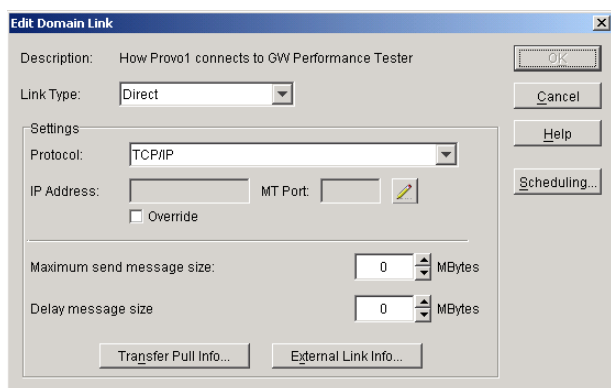 Edit Domain Link
Description: How Provo1 connects to GW Performance Tester
OK
Link Type: Direct
Cancel
Settings
Help
Protocol: TCP/IP
IP Address: MT Port:
Scheduling...
Override
Maximum send message size: 0 MBytes
Delay message size 0 MBytes
Transfer Pull Info... External Link Info...